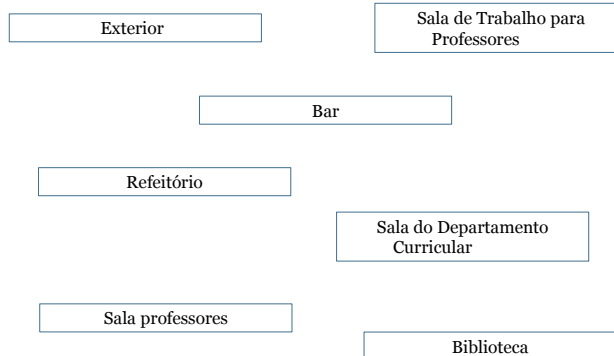 Exterior
Sala de Trabalho para
Professores
Bar
Refeitório
Sala do Departamento
Curricular
Sala professores
Biblioteca